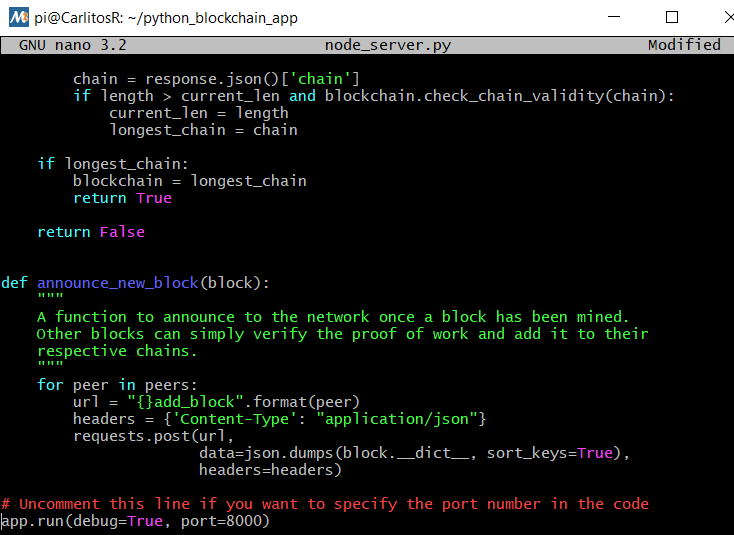 pi@CarlitosR: ~/python_blockchain_app
GNU nano 3.2 node_server.py Modified
        chain = response.json()['chain']
        if length > current_len and blockchain.check_chain_validity(chain):
            current_len = length
            longest_chain = chain
    if longest_chain:
        blockchain = longest_chain
        return True
    return False
def announce_new_block(block):
    """
    A function to announce to the network once a block has been mined.
    Other blocks can simply verify the proof of work and add it to their
    respective chains.
    """
    for peer in peers:
        url = "{}add_block".format(peer)
        headers = {'Content-Type': "application/json"}
        requests.post(url,
                      data=json.dumps(block.__dict__, sort_keys=True),
                      headers=headers)
# Uncomment this line if you want to specify the port number in the code
app.run(debug=True, port=8000)